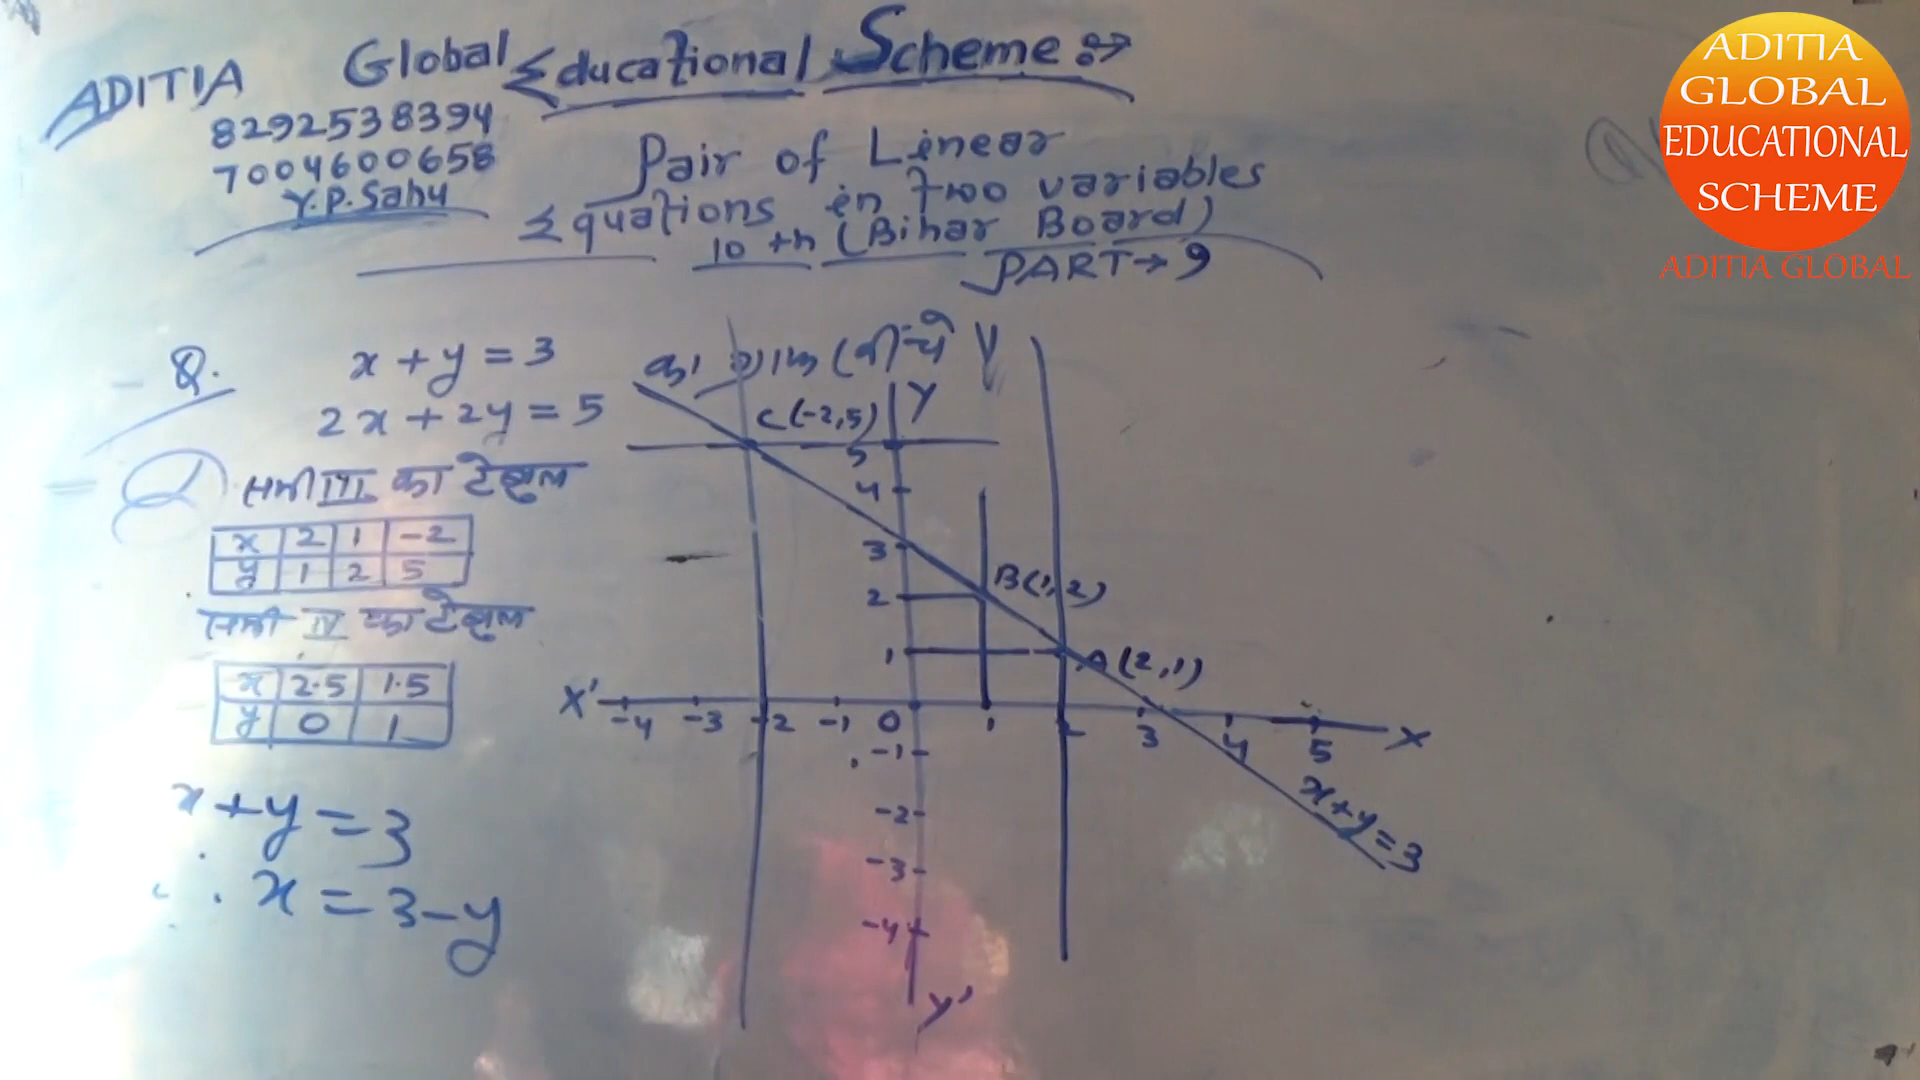 ADITIA Global Educational Scheme :→
8292538394
7004600658
Y.P.Sahu
Pair of Linear
Equations in two variables
10th (Bihar Board)
PART→9
ADITIA
GLOBAL
EDUCATIONAL
SCHEME
ADITIA GLOBAL
Q. x + y = 3
2x + 2y = 5
का ग्राफ खींचे
समी III का टेबुल
x 2 1 -2
y 1 2 5
समी IV का टेबुल
x 2.5 1.5
y 0 1
x + y = 3
∴ x = 3 - y
Y
C(-2,5)
5
4
3
2
B(1,2)
1
A(2,1)
X' -4 -3 -2 -1 0 1 2 3 4 5 X
-1
-2
-3
-4
Y'
x+y=3